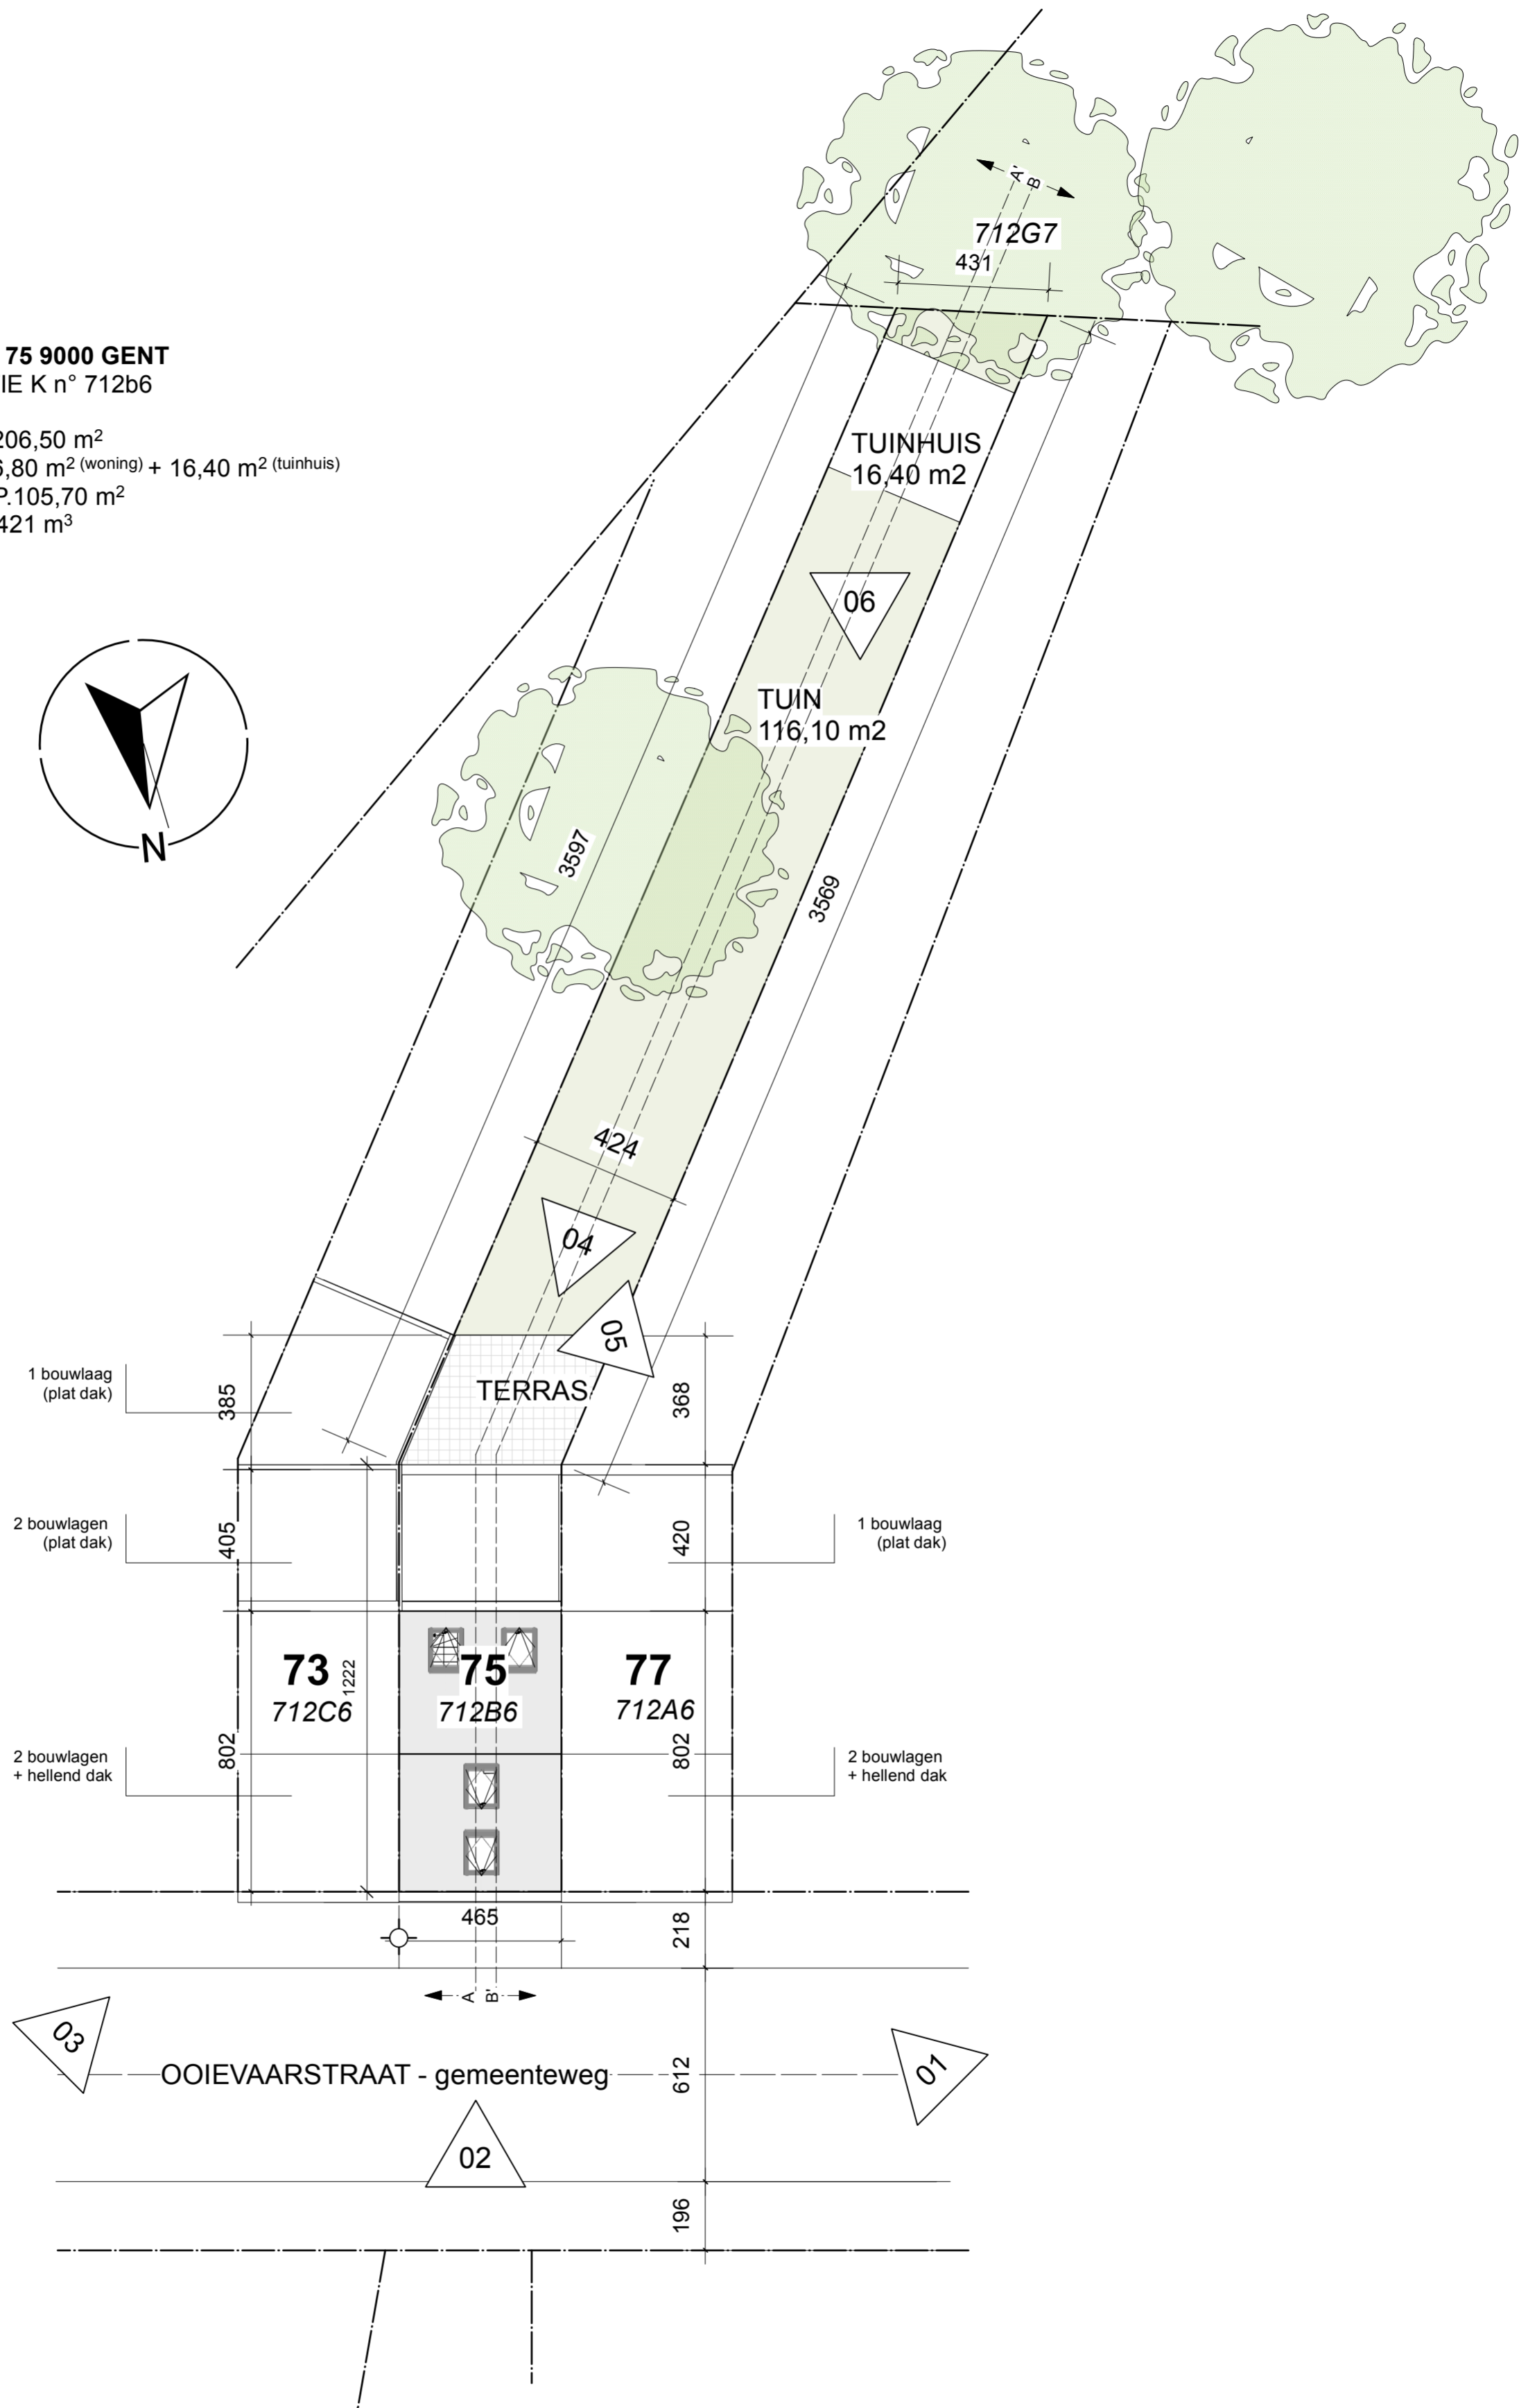 A'
B
712G7
431
75 9000 GENT
IE K n° 712b6
206,50 m²
6,80 m² (woning) + 16,40 m² (tuinhuis)
P.105,70 m²
421 m³
TUINHUIS
16,40 m2
06
N
TUIN
116,10 m2
3597
3569
424
04
05
1 bouwlaag
(plat dak)
385
TERRAS
368
2 bouwlagen
(plat dak)
405
420
1 bouwlaag
(plat dak)
73
1222
75
77
712C6
712B6
712A6
2 bouwlagen
+ hellend dak
802
802
2 bouwlagen
+ hellend dak
465
218
A
B'
03
OOIEVAARSTRAAT - gemeenteweg
612
01
02
196